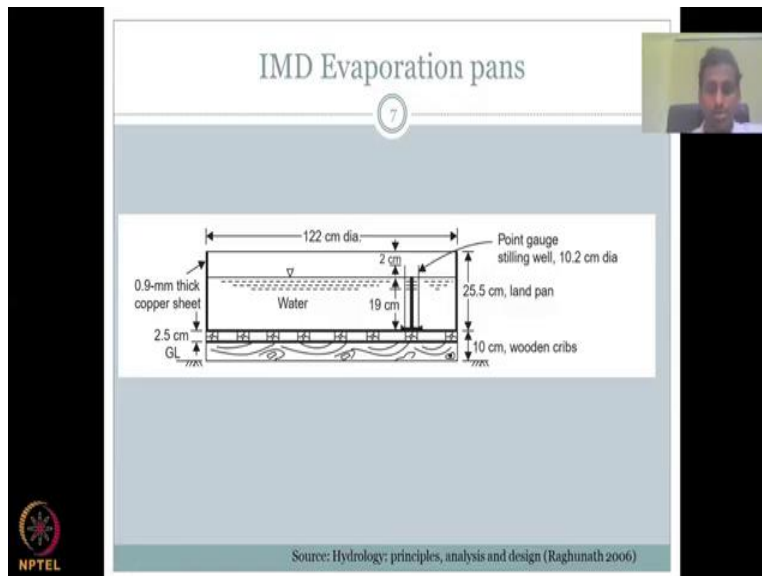 IMD Evaporation pans
7
122 cm dia.
2 cm
Point gauge
stilling well, 10.2 cm dia
0.9-mm thick
copper sheet
Water
19 cm
25.5 cm, land pan
2.5 cm
GL
10 cm, wooden cribs
NPTEL
Source: Hydrology: principles, analysis and design (Raghunath 2006)